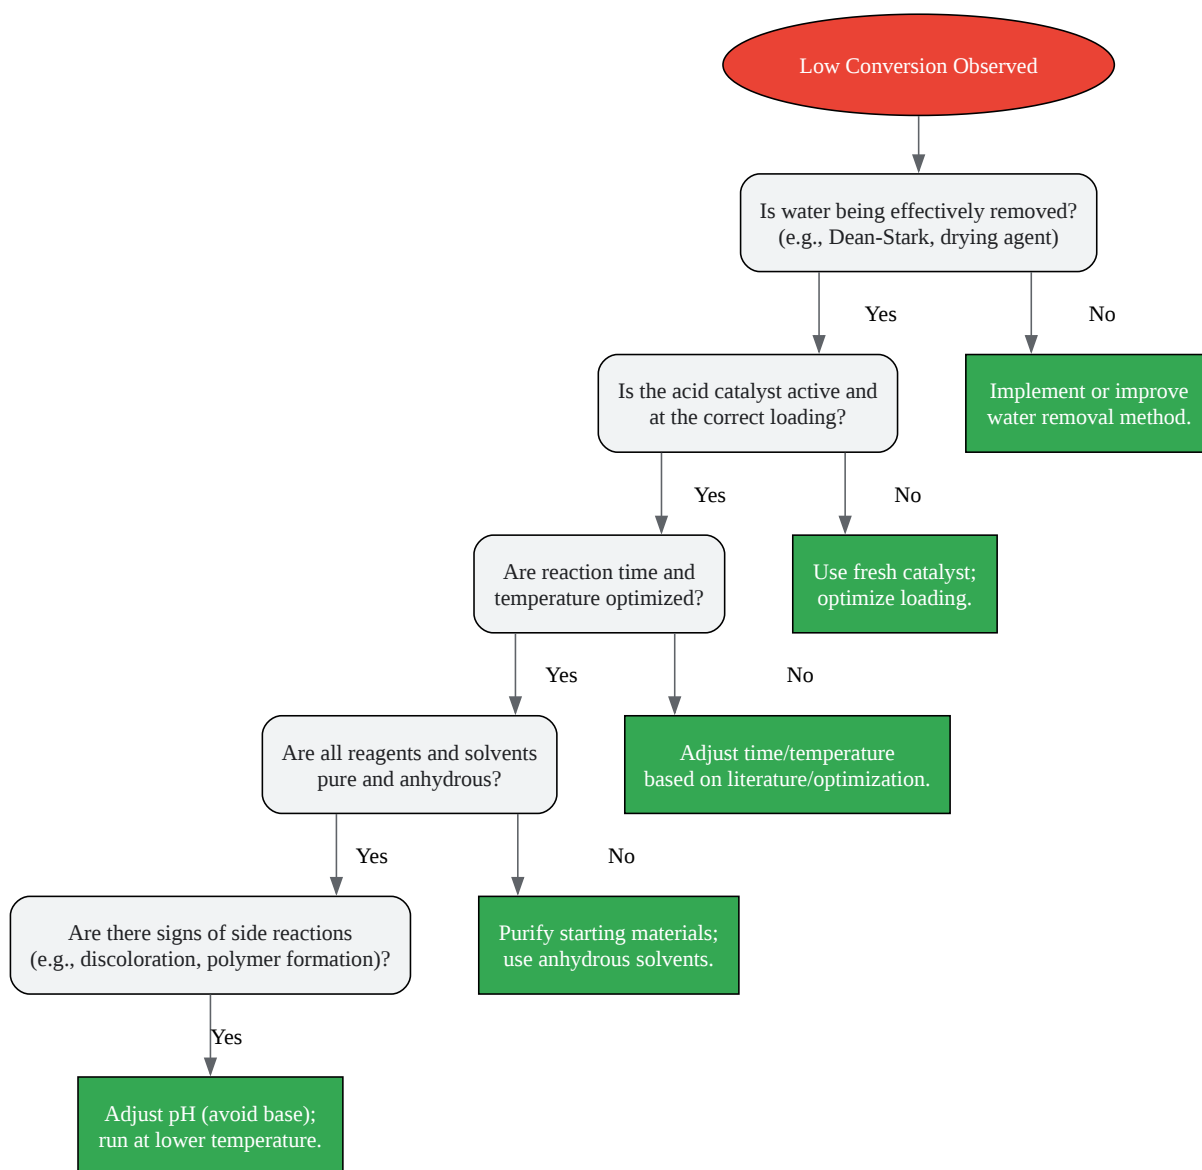 Low Conversion Observed
Is water being effectively removed?
(e.g., Dean-Stark, drying agent)
Yes
No
Is the acid catalyst active and
at the correct loading?
Implement or improve
water removal method.
Yes
No
Are reaction time and
temperature optimized?
Use fresh catalyst;
optimize loading.
Yes
No
Are all reagents and solvents
pure and anhydrous?
Adjust time/temperature
based on literature/optimization.
Yes
No
Are there signs of side reactions
(e.g., discoloration, polymer formation)?
Purify starting materials;
use anhydrous solvents.
Yes
Adjust pH (avoid base);
run at lower temperature.